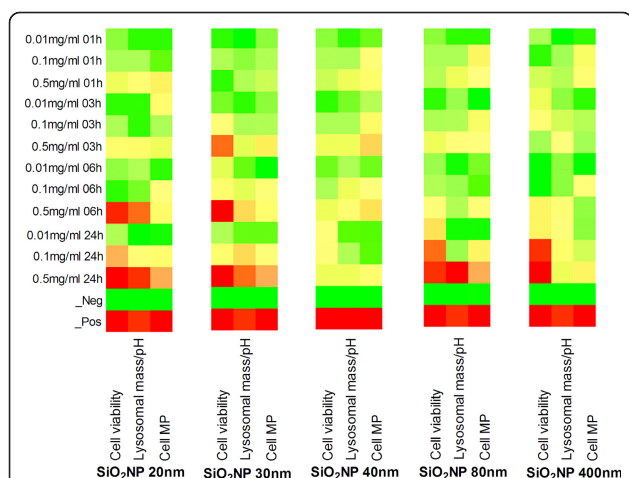 0.01mg/ml 01h
0.1mg/ml 01h
0.5mg/ml 01h
0.01mg/ml 03h
0.1mg/ml 03h
0.5mg/ml 03h
0.01mg/ml 06h
0.1mg/ml 06h
0.5mg/ml 06h
0.01mg/ml 24h
0.1mg/ml 24h
0.5mg/ml 24h
_Neg
_Pos
Cell viability
Lysosomal mass/pH
Cell MP
Cell viability
Lysosomal mass/pH
Cell MP
Cell viability
Lysosomal mass/pH
Cell MP
Cell viability
Lysosomal mass/pH
Cell MP
Cell viability
Lysosomal mass/pH
Cell MP
SiO₂NP 20nm SiO₂NP 30nm SiO₂NP 40nm SiO₂NP 80nm SiO₂NP 400nm